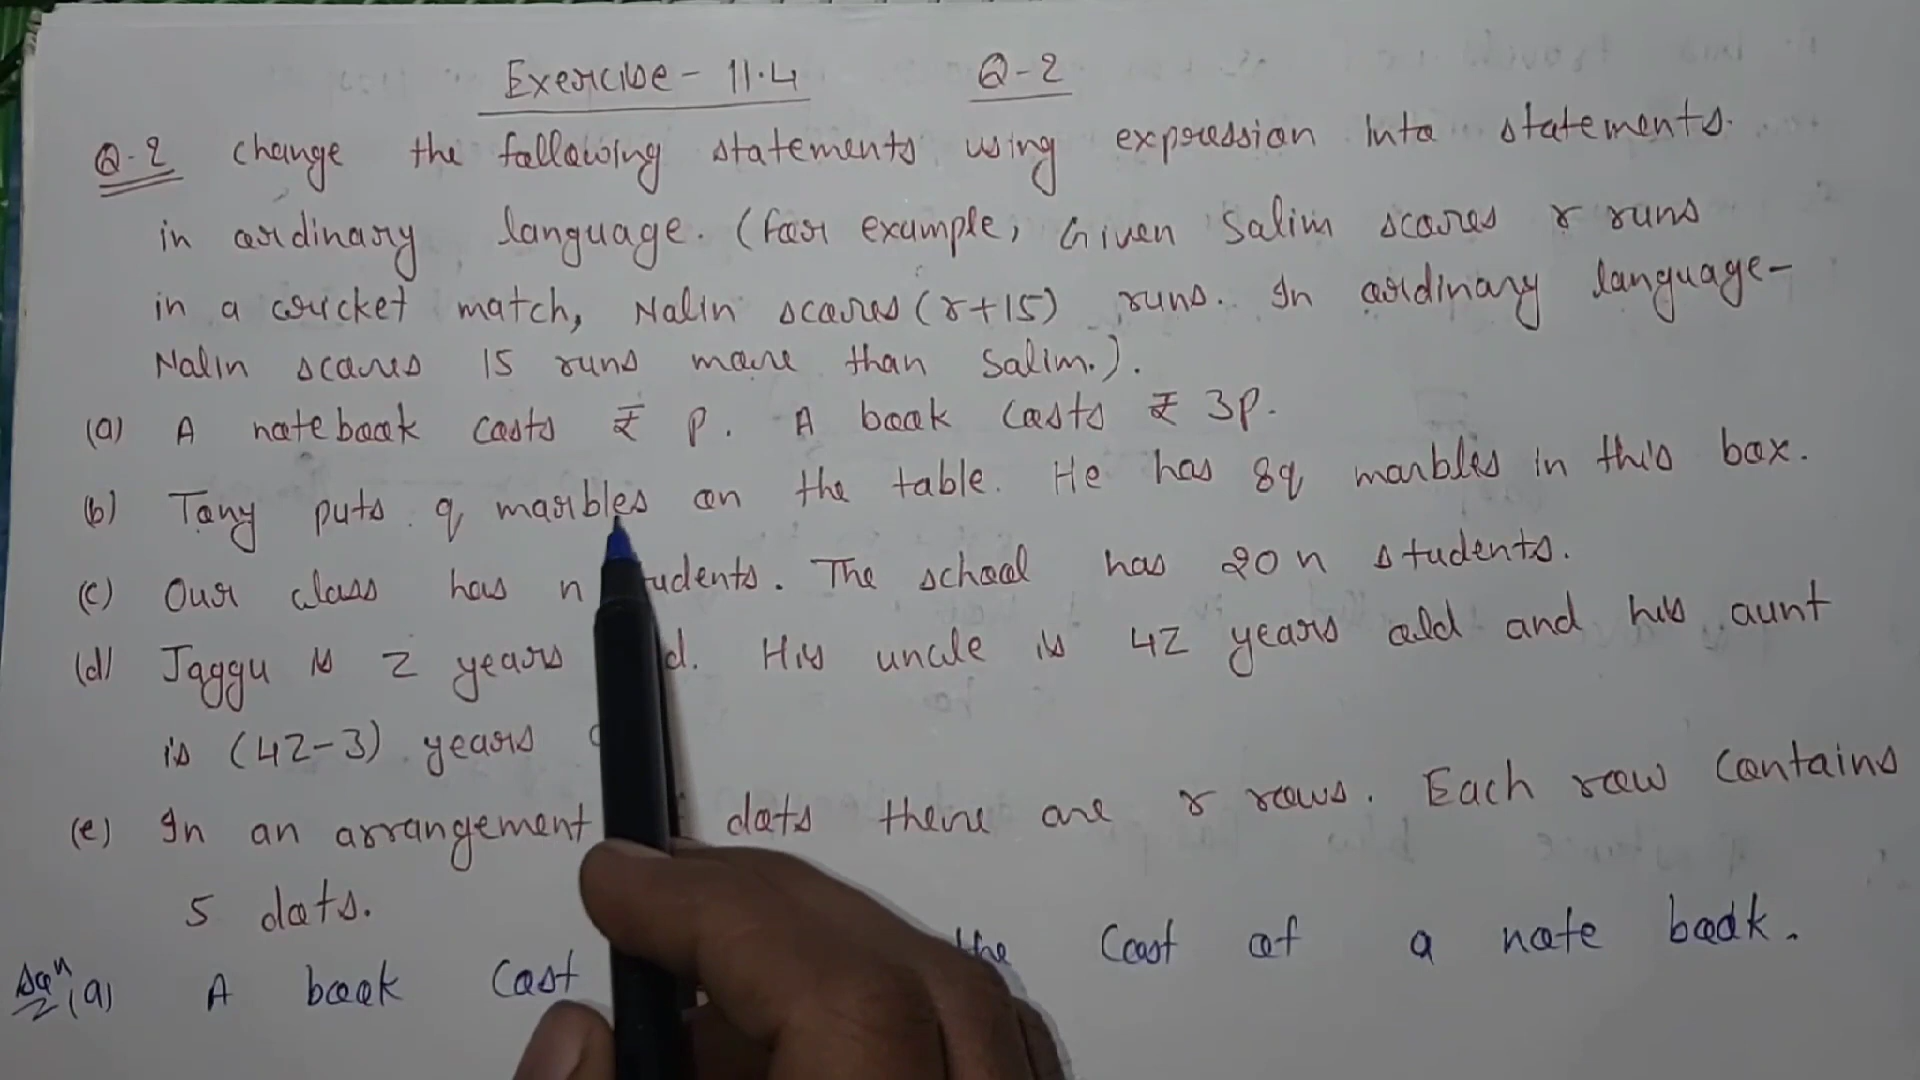 Exercise - 11.4 Q-2
Q-2 change the following statements using expression into statements.
in ordinary language. (for example, Given Salim scores r runs
in a cricket match, Nalin scores (r+15) runs. In ordinary language-
Nalin scores 15 runs more than Salim.).
(a) A notebook costs ₹ p. A book costs ₹ 3p.
(b) Tony puts q marbles on the table. He has 8q marbles in this box.
(c) Our class has n students. The school has 20n students.
(d) Jaggu is z years old. His uncle is 4z years old and his aunt
is (4z-3) years
(e) In an arrangement dots there are r rows. Each row contains
5 dots.
Soln (a) A book cost the cost of a note book.